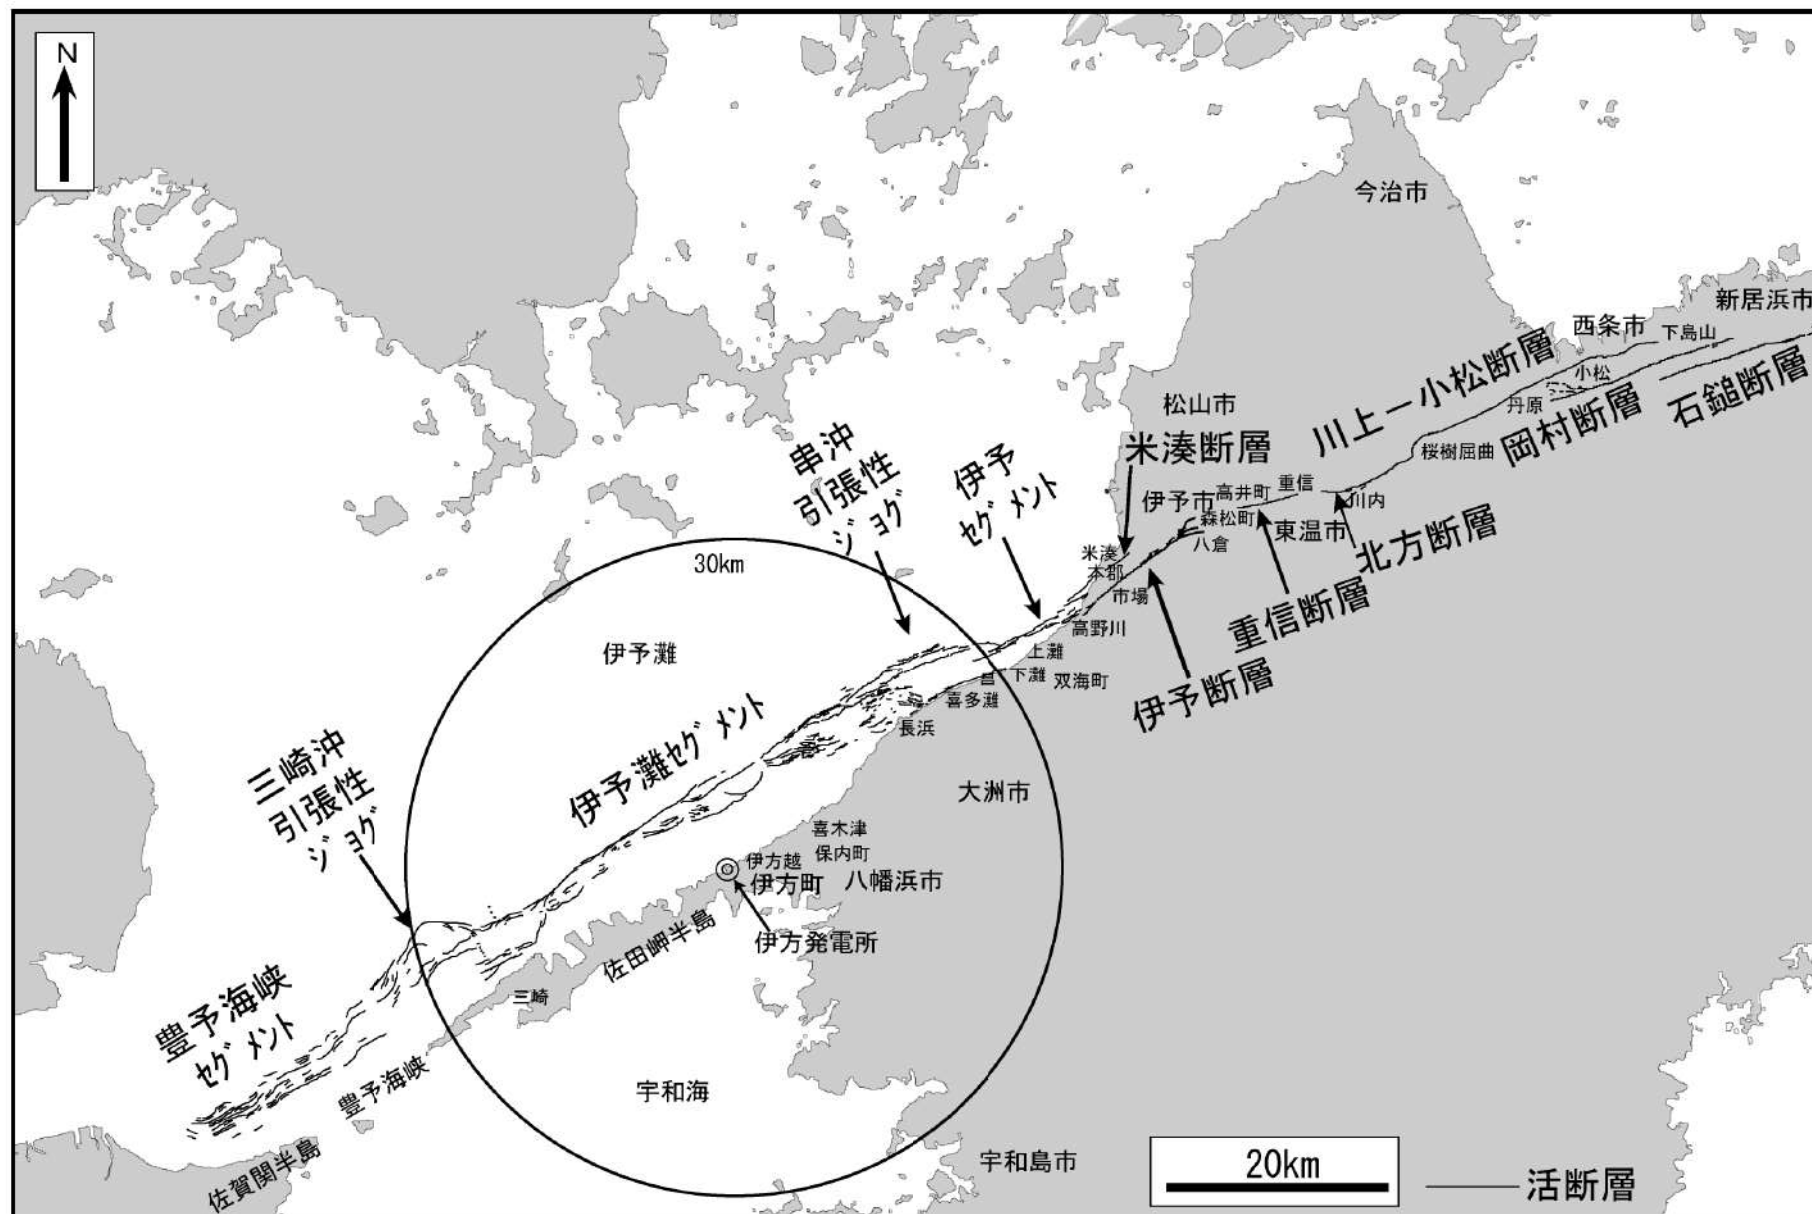 N
今治市
新居浜市
西条市
下島山
小松
丹原
川上－小松断層
岡村断層
石鎚断層
桜樹屈曲
松山市
米湊断層
串沖
引張性
ジョグ
伊予
セグメント
伊予市
高井町
重信
川内
森松町
東温市
八倉
北方断層
米湊
本郡
市場
重信断層
高野川
伊予断層
30km
伊予灘
上灘
下灘
双海町
昌
喜多灘
長浜
伊予灘セグメント
三崎沖
引張性
ジョグ
大洲市
喜木津
保内町
伊方越
伊方町
八幡浜市
伊方発電所
佐田岬半島
三崎
豊予海峡
セグメント
豊予海峡
宇和海
佐賀関半島
宇和島市
20km
活断層